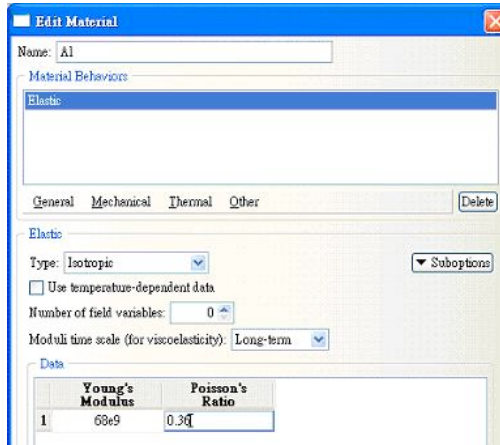 Edit Material
Name: Al
Material Behaviors
Elastic
General Mechanical Thermal Other Delete
Elastic
Type: Isotropic Suboptions
Use temperature-dependent data
Number of field variables: 0
Moduli time scale (for viscoelasticity): Long-term
Data
Young's Modulus Poisson's Ratio
1 68e9 0.36